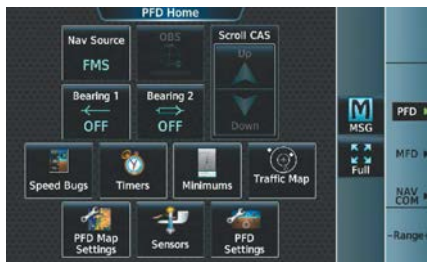 PFD Home
Nav Source
FMS
OBS
Scroll CAS
Up
Down
Bearing 1
OFF
Bearing 2
OFF
Speed Bugs
Timers
Minimums
Traffic Map
PFD Map
Settings
Sensors
PFD
Settings
MSG
Full
PFD
MFD
NAV
COM
-Range-